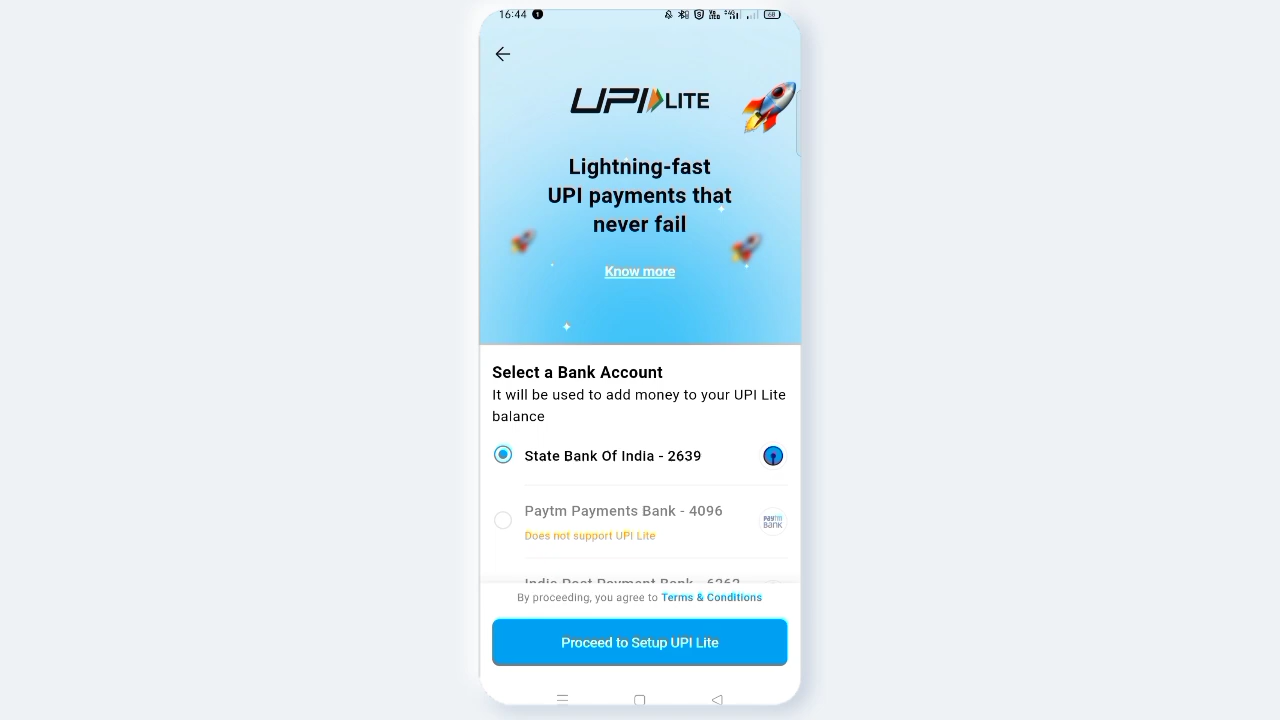 16:44
68
UPI LITE
Lightning-fast
UPI payments that
never fail
Know more
Select a Bank Account
It will be used to add money to your UPI Lite
balance
State Bank Of India - 2639
Paytm Payments Bank - 4096
paytm
BANK
Does not support UPI Lite
India Post Payment Bank - 6262
By proceeding, you agree to Terms & Conditions
Proceed to Setup UPI Lite